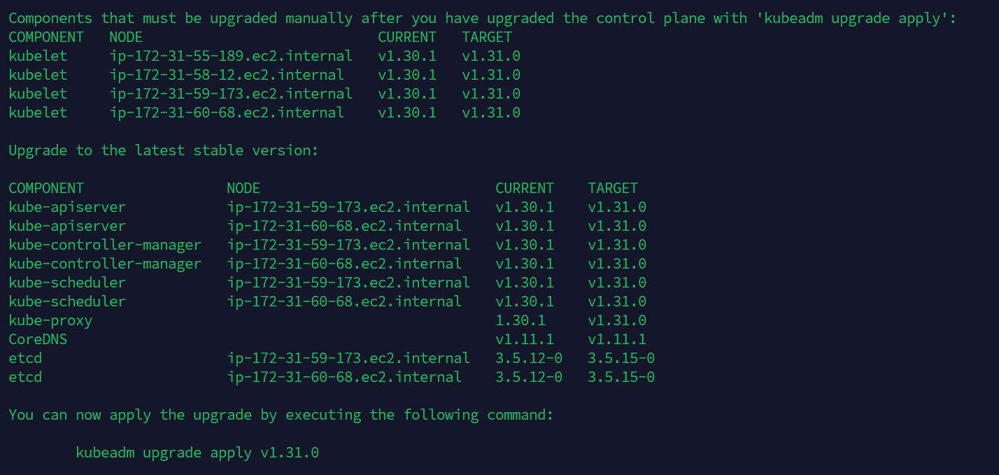 Components that must be upgraded manually after you have upgraded the control plane with 'kubeadm upgrade apply':
COMPONENT   NODE                            CURRENT   TARGET
kubelet     ip-172-31-55-189.ec2.internal   v1.30.1   v1.31.0
kubelet     ip-172-31-58-12.ec2.internal    v1.30.1   v1.31.0
kubelet     ip-172-31-59-173.ec2.internal   v1.30.1   v1.31.0
kubelet     ip-172-31-60-68.ec2.internal    v1.30.1   v1.31.0

Upgrade to the latest stable version:

COMPONENT                 NODE                            CURRENT    TARGET
kube-apiserver            ip-172-31-59-173.ec2.internal   v1.30.1    v1.31.0
kube-apiserver            ip-172-31-60-68.ec2.internal    v1.30.1    v1.31.0
kube-controller-manager   ip-172-31-59-173.ec2.internal   v1.30.1    v1.31.0
kube-controller-manager   ip-172-31-60-68.ec2.internal    v1.30.1    v1.31.0
kube-scheduler            ip-172-31-59-173.ec2.internal   v1.30.1    v1.31.0
kube-scheduler            ip-172-31-60-68.ec2.internal    v1.30.1    v1.31.0
kube-proxy                                                1.30.1     v1.31.0
CoreDNS                                                   v1.11.1    v1.11.1
etcd                      ip-172-31-59-173.ec2.internal   3.5.12-0   3.5.15-0
etcd                      ip-172-31-60-68.ec2.internal    3.5.12-0   3.5.15-0

You can now apply the upgrade by executing the following command:

        kubeadm upgrade apply v1.31.0